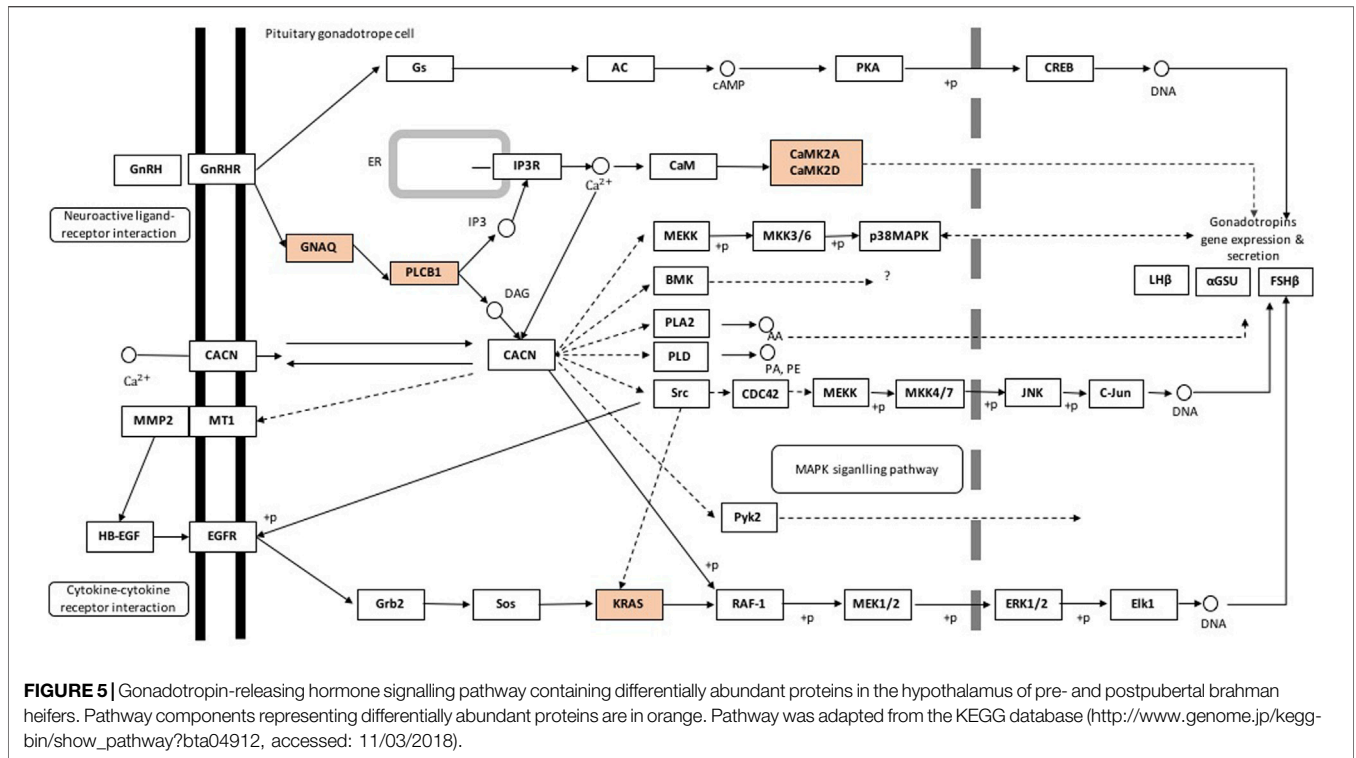 Pituitary gonadotrope cell
Gs
AC
cAMP
PKA
+p
CREB
DNA
GnRH
GnRHR
ER
IP3R
Ca2+
CaM
CaMK2A
CaMK2D
Neuroactive ligand-
receptor interaction
IP3
GNAQ
PLCB1
DAG
MEKK
+p
MKK3/6
+p
p38MAPK
Gonadotropins
gene expression &
secretion
LHβ
αGSU
FSHβ
BMK
?
PLA2
AA
PLD
PA, PE
Ca2+
CACN
CACN
Src
CDC42
MEKK
+p
MKK4/7
+p
JNK
+p
C-Jun
DNA
MMP2
MT1
MAPK siganlling pathway
Pyk2
+p
HB-EGF
EGFR
Cytokine-cytokine
receptor interaction
Grb2
Sos
KRAS
+p
RAF-1
+p
MEK1/2
+p
ERK1/2
+p
Elk1
DNA
FIGURE 5 | Gonadotropin-releasing hormone signalling pathway containing differentially abundant proteins in the hypothalamus of pre- and postpubertal brahman
heifers. Pathway components representing differentially abundant proteins are in orange. Pathway was adapted from the KEGG database (http://www.genome.jp/kegg-
bin/show_pathway?bta04912, accessed: 11/03/2018).